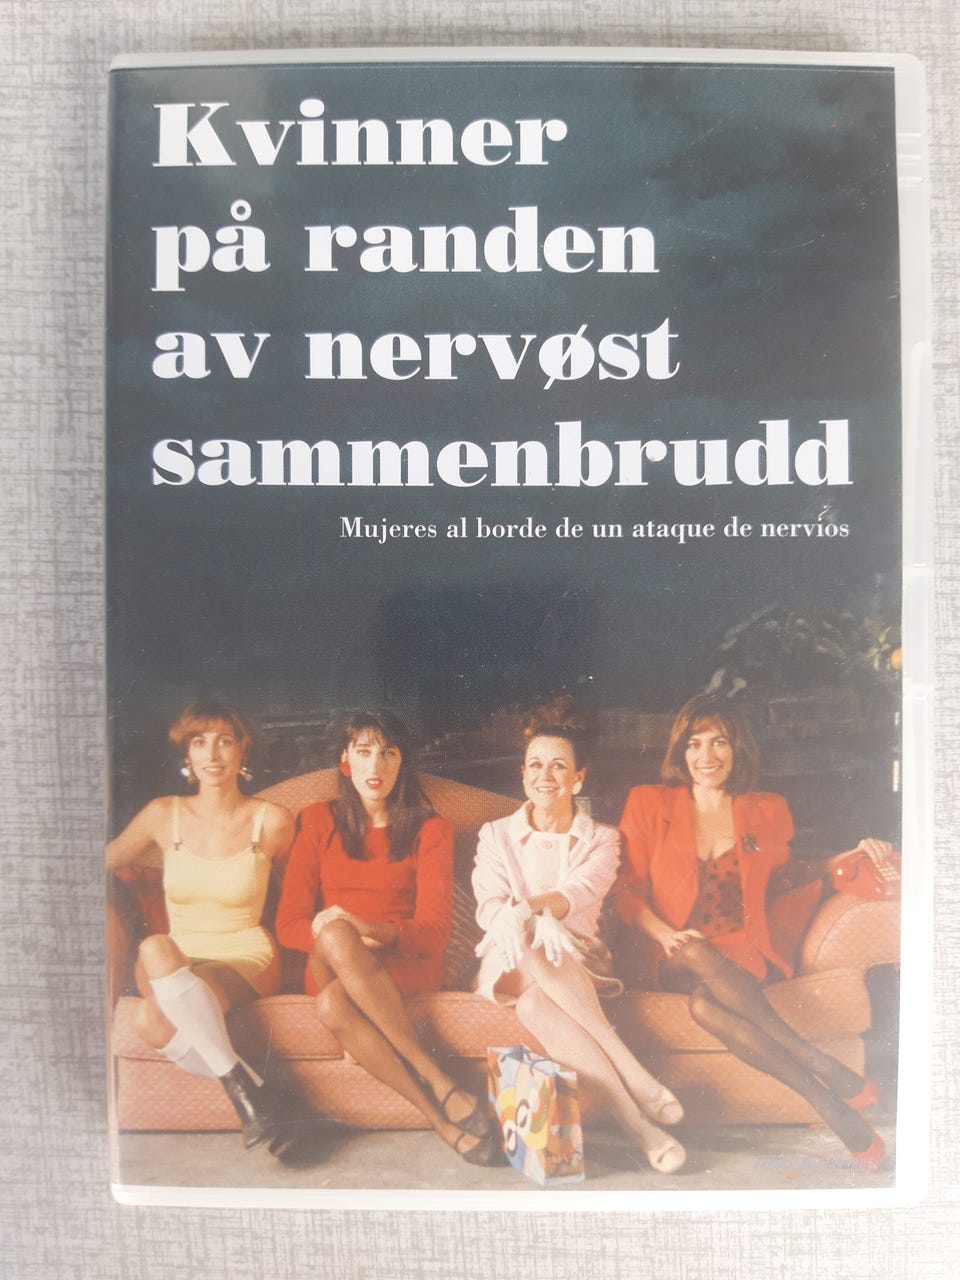 Kvinner
på randen
av nervøst
sammenbrudd
Mujeres al borde de un ataque de nervios